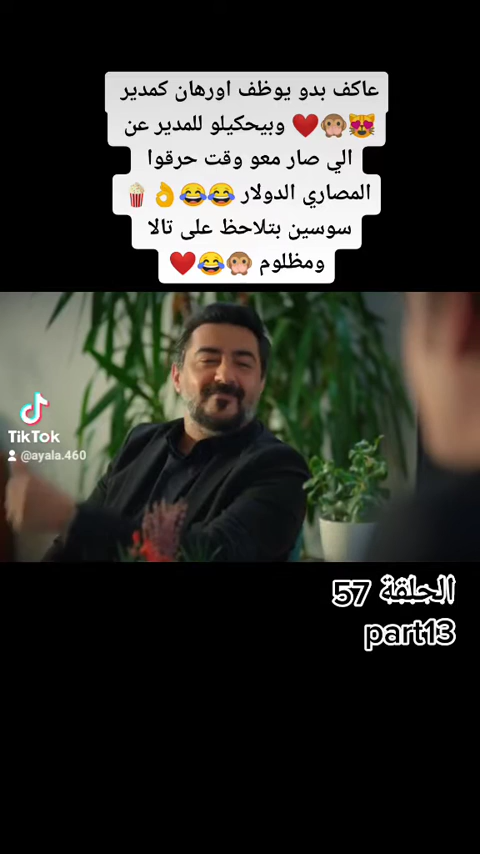 عاكف بدو يوظف اورهان كمدير
😻🙊❤️ وبيحكيلو للمدير عن
الي صار معو وقت حرقوا
المصاري الدولار 😂😂👌🍿
سوسين بتلاحظ على تالا
ومظلوم 🙊😂❤️
TikTok
@ayala.460
الحلقة 57
part13